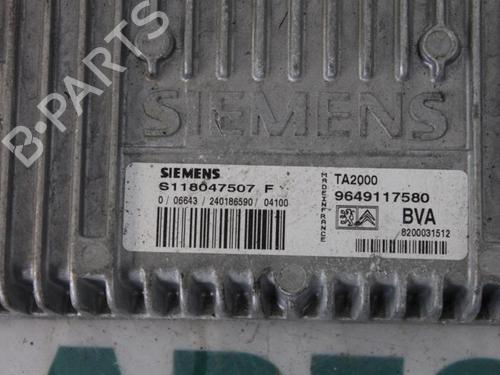 SIEMENS
B-PARTS
SIEMENS
S118047507 F
0 / 06643 / 240186590 / 04100
MADE IN FRANCE
TA2000
9649117580
BVA
8200031512